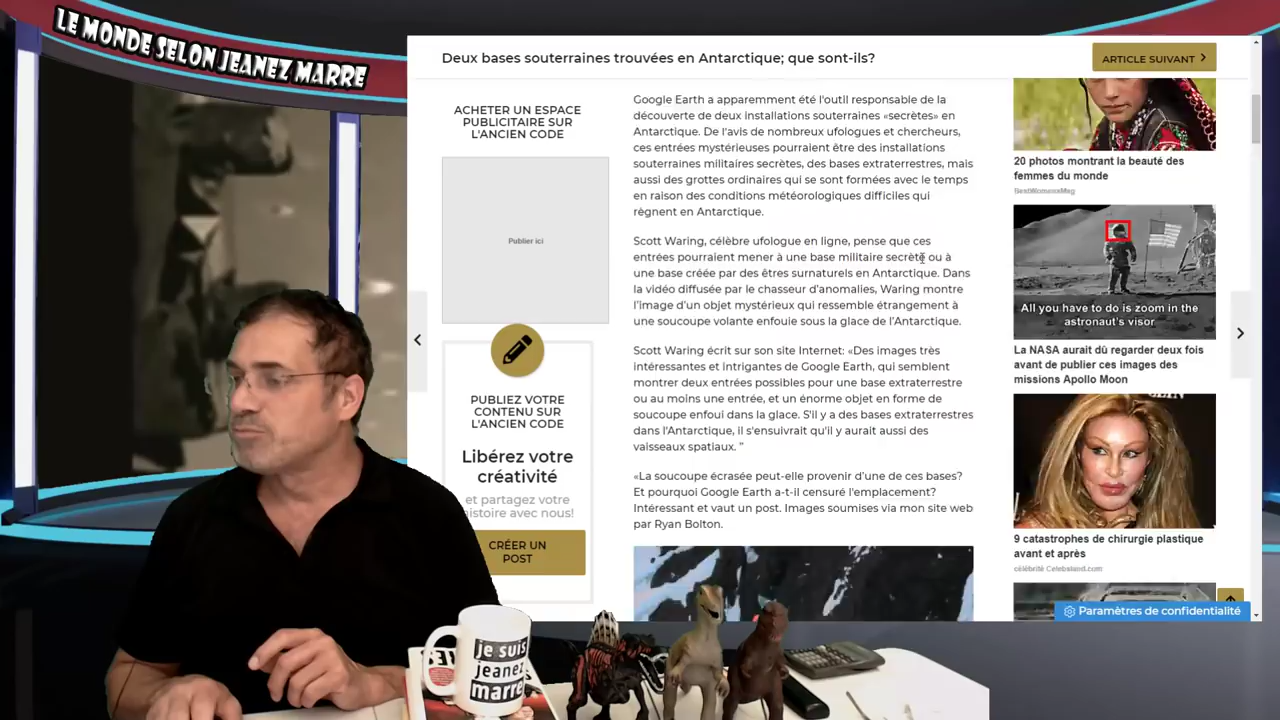 LE MONDE SELON JEANEZ MARRE
Deux bases souterraines trouvées en Antarctique; que sont-ils?
ARTICLE SUIVANT
ACHETER UN ESPACE
PUBLICITAIRE SUR
L'ANCIEN CODE
Publier ici
PUBLIEZ VOTRE
CONTENU SUR
L'ANCIEN CODE
Libérez votre
créativité
et partagez votre
histoire avec nous!
CRÉER UN
POST
Google Earth a apparemment été l'outil responsable de la
découverte de deux installations souterraines «secrètes» en
Antarctique. De l'avis de nombreux ufologues et chercheurs,
ces entrées mystérieuses pourraient être des installations
souterraines militaires secrètes, des bases extraterrestres, mais
aussi des grottes ordinaires qui se sont formées avec le temps
en raison des conditions météorologiques difficiles qui
règnent en Antarctique.
Scott Waring, célèbre ufologue en ligne, pense que ces
entrées pourraient mener à une base militaire secrète ou à
une base créée par des êtres surnaturels en Antarctique. Dans
la vidéo diffusée par le chasseur d'anomalies, Waring montre
l'image d'un objet mystérieux qui ressemble étrangement à
une soucoupe volante enfouie sous la glace de l'Antarctique.
Scott Waring écrit sur son site Internet: «Des images très
intéressantes et intrigantes de Google Earth, qui semblent
montrer deux entrées possibles pour une base extraterrestre
ou au moins une entrée, et un énorme objet en forme de
soucoupe enfoui dans la glace. S'il y a des bases extraterrestres
dans l'Antarctique, il s'ensuivrait qu'il y aurait aussi des
vaisseaux spatiaux. ”
«La soucoupe écrasée peut-elle provenir d'une de ces bases?
Et pourquoi Google Earth a-t-il censuré l'emplacement?
Intéressant et vaut un post. Images soumises via mon site web
par Ryan Bolton.
20 photos montrant la beauté des
femmes du monde
BestWomensMag
All you have to do is zoom in the
astronaut's visor
La NASA aurait dû regarder deux fois
avant de publier ces images des
missions Apollo Moon
9 catastrophes de chirurgie plastique
avant et après
célébrité Celebsland.com
Paramètres de confidentialité
je suis
jeanez
marre